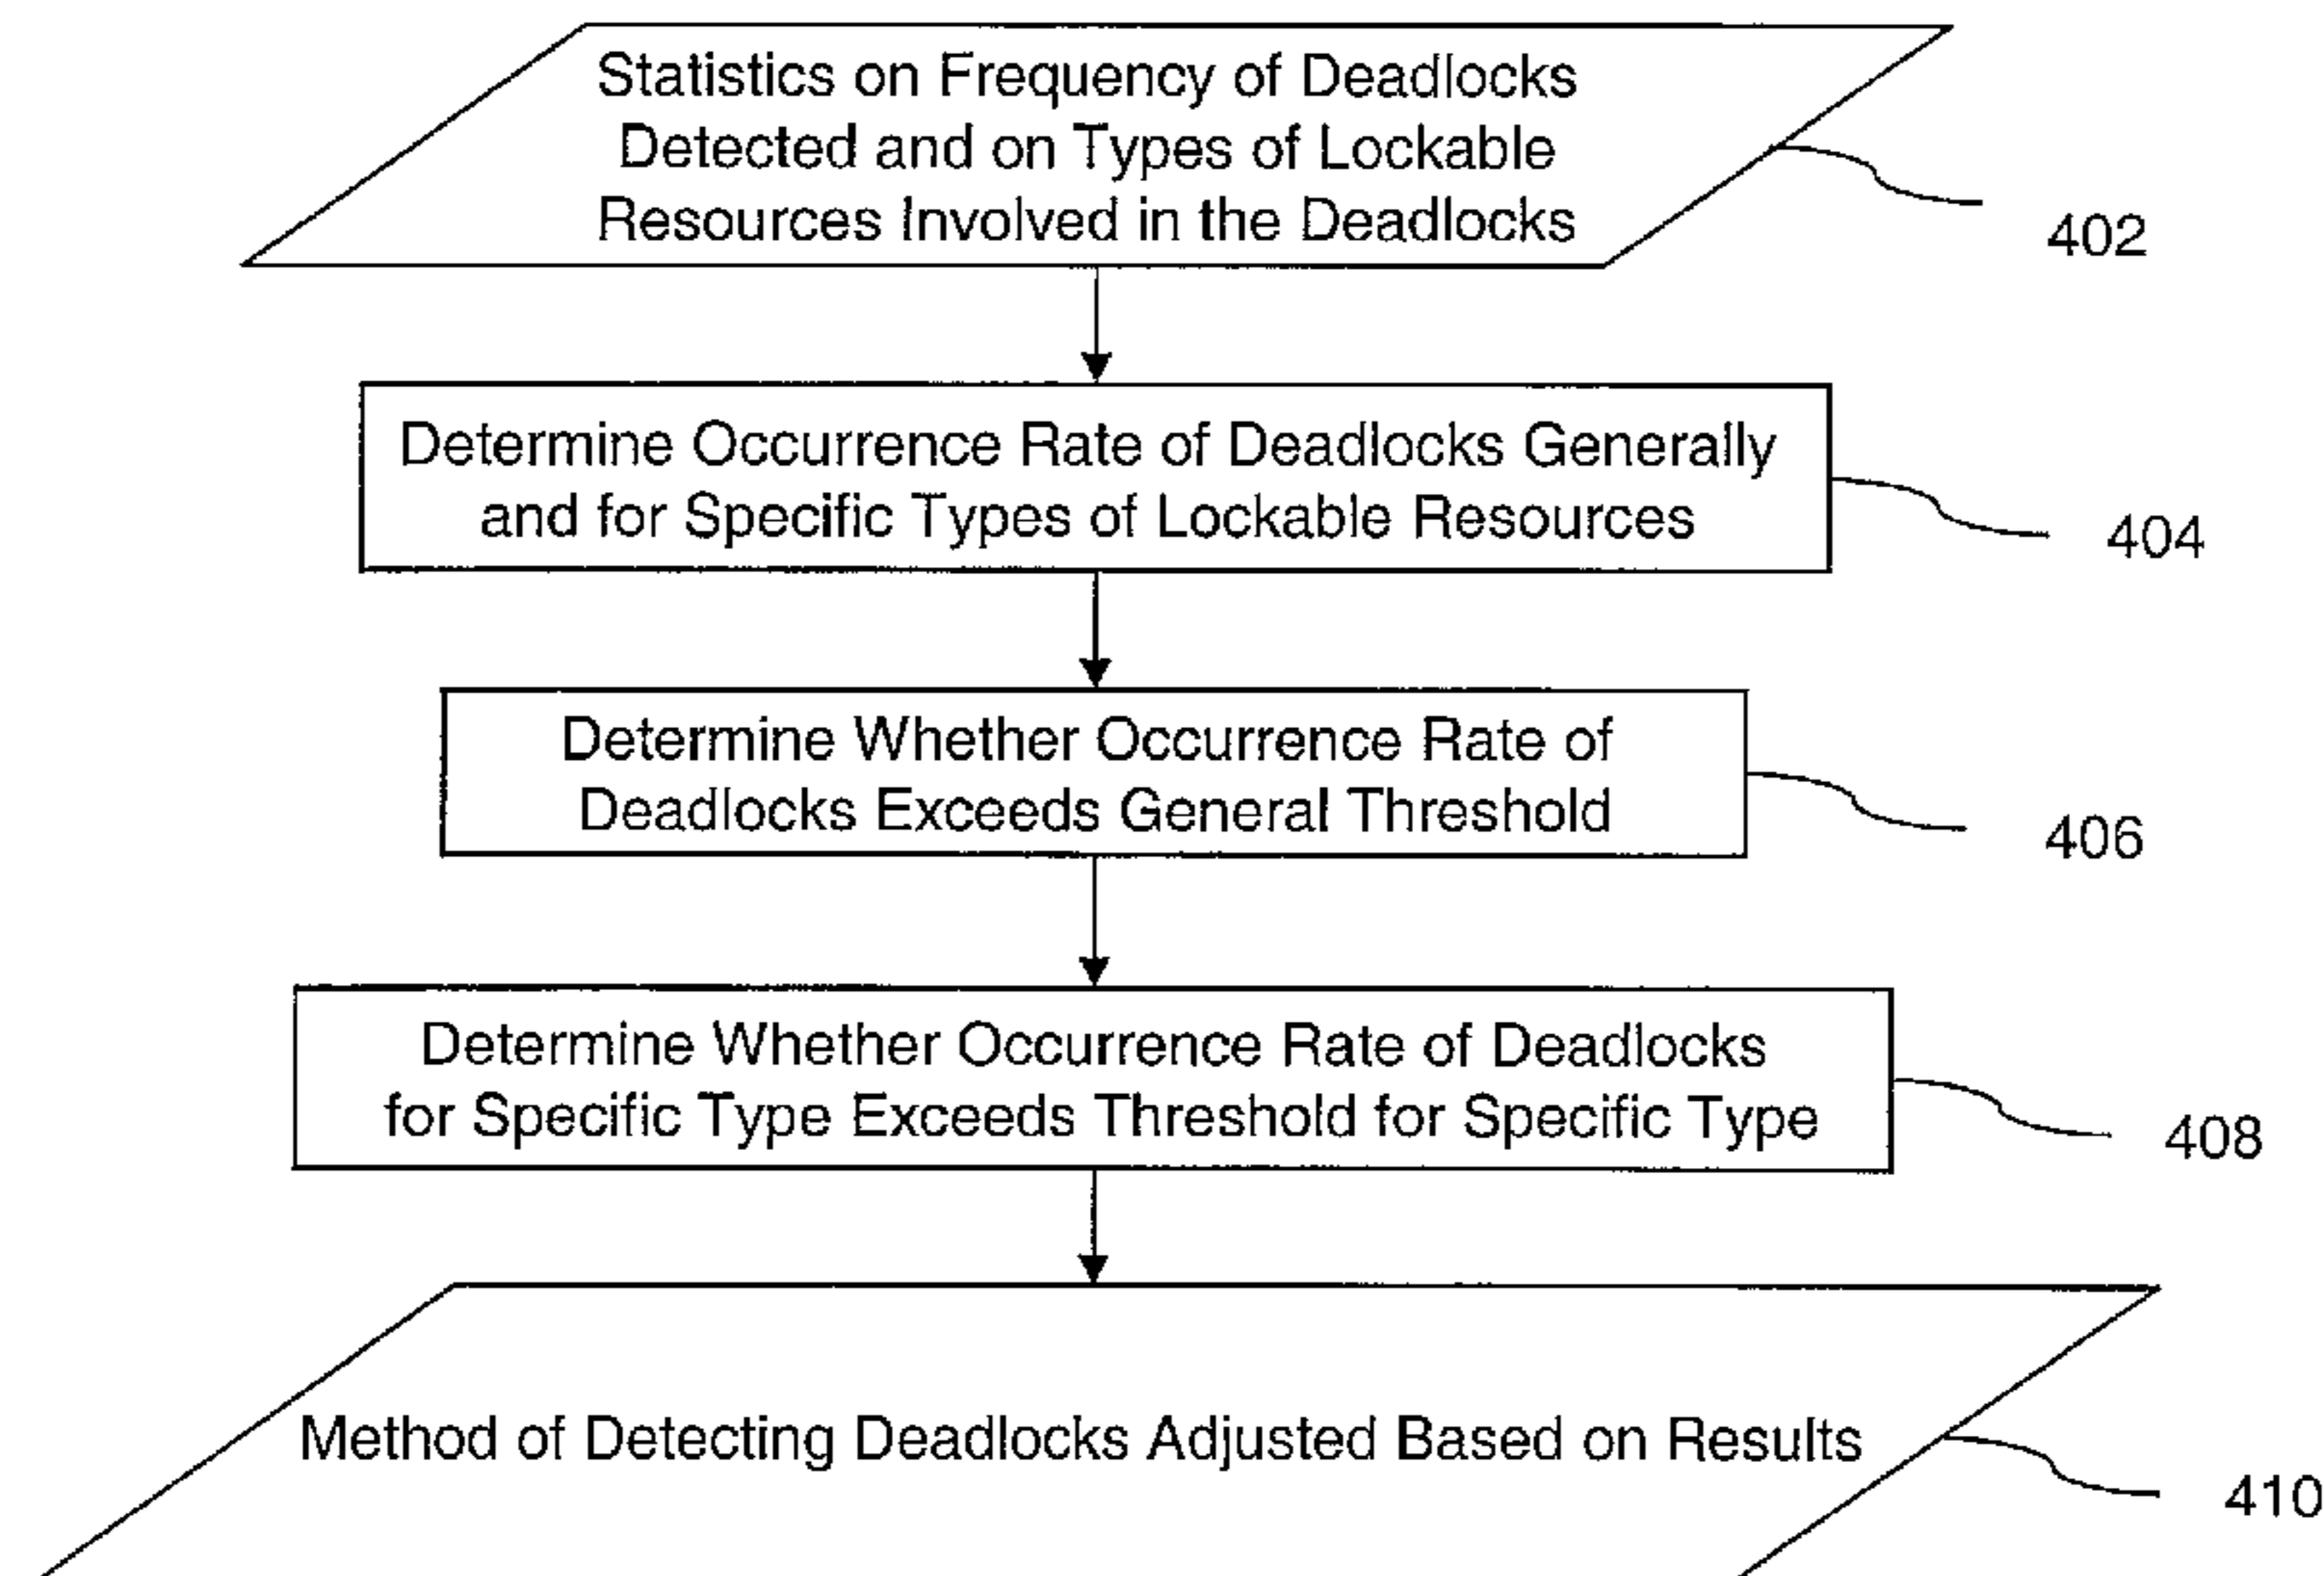 Statistics on Frequency of Deadlocks
Detected and on Types of Lockable
Resources Involved in the Deadlocks
402
Determine Occurrence Rate of Deadlocks Generally
and for Specific Types of Lockable Resources
404
Determine Whether Occurrence Rate of
Deadlocks Exceeds General Threshold
406
Determine Whether Occurrence Rate of Deadlocks
for Specific Type Exceeds Threshold for Specific Type
408
Method of Detecting Deadlocks Adjusted Based on Results
410